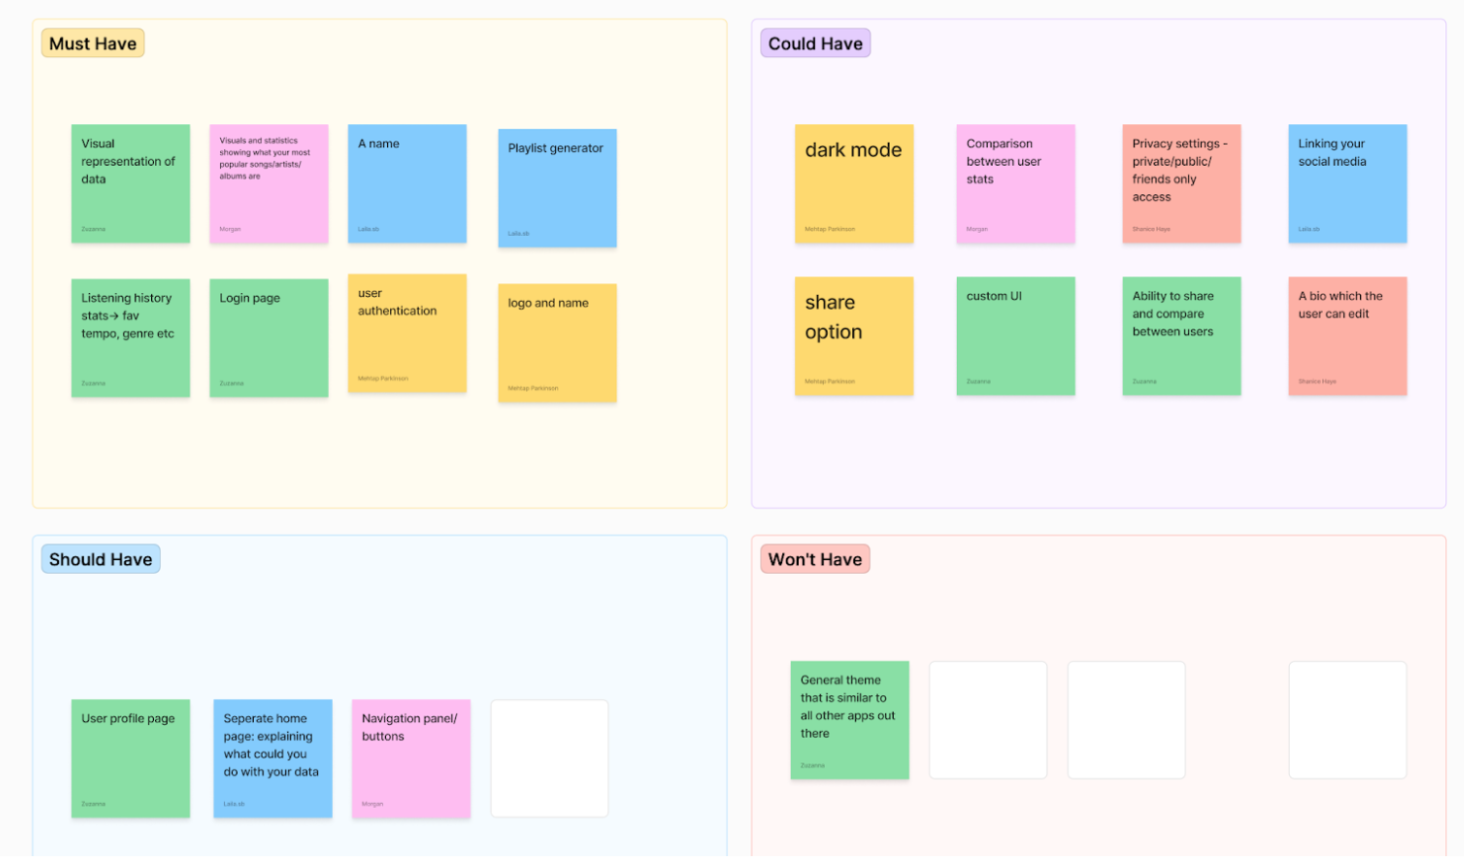 Must Have
Visual
representation of
data
Zuzanna
Visuals and statistics
showing what your most
popular songs/artists/
albums are
Morgan
A name
Laila.ob
Playlist generator
Laila.ob
Listening history
stats→ fav
tempo, genre etc
Zuzanna
Login page
Zuzanna
user
authentication
Mehtap Parkinson
logo and name
Mehtap Parkinson
Could Have
dark mode
Mehtap Parkinson
Comparison
between user
stats
Morgan
Privacy settings -
private/public/
friends only
access
Shanice Haye
Linking your
social media
Laila.ob
share
option
Mehtap Parkinson
custom UI
Zuzanna
Ability to share
and compare
between users
Zuzanna
A bio which the
user can edit
Shanice Haye
Should Have
User profile page
Zuzanna
Seperate home
page: explaining
what could you
do with your data
Laila.ob
Navigation panel/
buttons
Morgan
Won't Have
General theme
that is similar to
all other apps out
there
Zuzanna